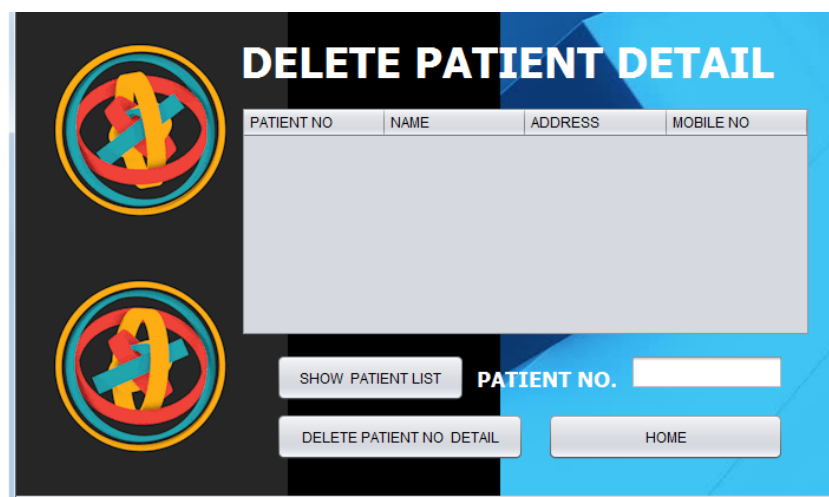 DELETE PATIENT DETAIL
PATIENT NO NAME ADDRESS MOBILE NO
SHOW PATIENT LIST PATIENT NO.
DELETE PATIENT NO DETAIL HOME